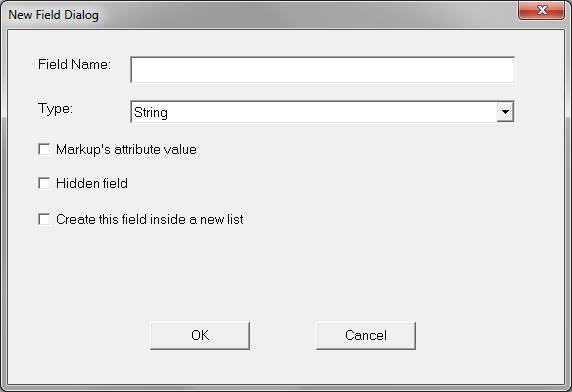 New Field Dialog
Field Name:
Type:
String
Markup's attribute value
Hidden field
Create this field inside a new list
OK
Cancel